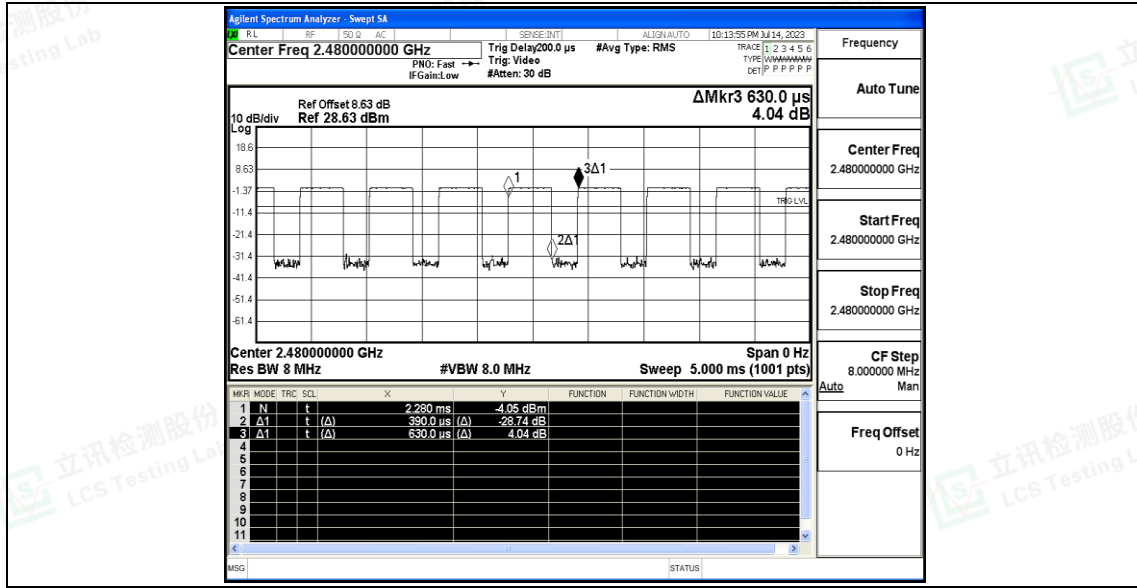 Agilent Spectrum Analyzer - Swept SA
LXI RL RF 50 Ω AC SENSE:INT ALIGNAUTO 10:13:55 PM Jul 14, 2023
Center Freq 2.480000000 GHz
PNO: Fast
IFGain:Low
Trig Delay200.0 µs
Trig: Video
#Atten: 30 dB
#Avg Type: RMS
TRACE 1 2 3 4 5 6
TYPE WWWWWW
DET P P P P P P
ΔMkr3 630.0 µs
4.04 dB
Ref Offset 8.63 dB
10 dB/div Ref 28.63 dBm
Log
18.6
8.63
-1.37
-11.4
-21.4
-31.4
-41.4
-51.4
-61.4
1
3Δ1
2Δ1
TRIG LVL
Center 2.480000000 GHz Span 0 Hz
Res BW 8 MHz #VBW 8.0 MHz Sweep 5.000 ms (1001 pts)
MKR MODE TRC SCL X Y FUNCTION FUNCTION WIDTH FUNCTION VALUE
1 N t 2.280 ms -4.05 dBm
2 Δ1 t (Δ) 390.0 µs (Δ) -28.74 dB
3 Δ1 t (Δ) 630.0 µs (Δ) 4.04 dB
4
5
6
7
8
9
10
11
MSG STATUS
Frequency
Auto Tune
Center Freq
2.480000000 GHz
Start Freq
2.480000000 GHz
Stop Freq
2.480000000 GHz
CF Step
8.000000 MHz
Auto Man
Freq Offset
0 Hz
立讯检测股份
LCS Testing Lab